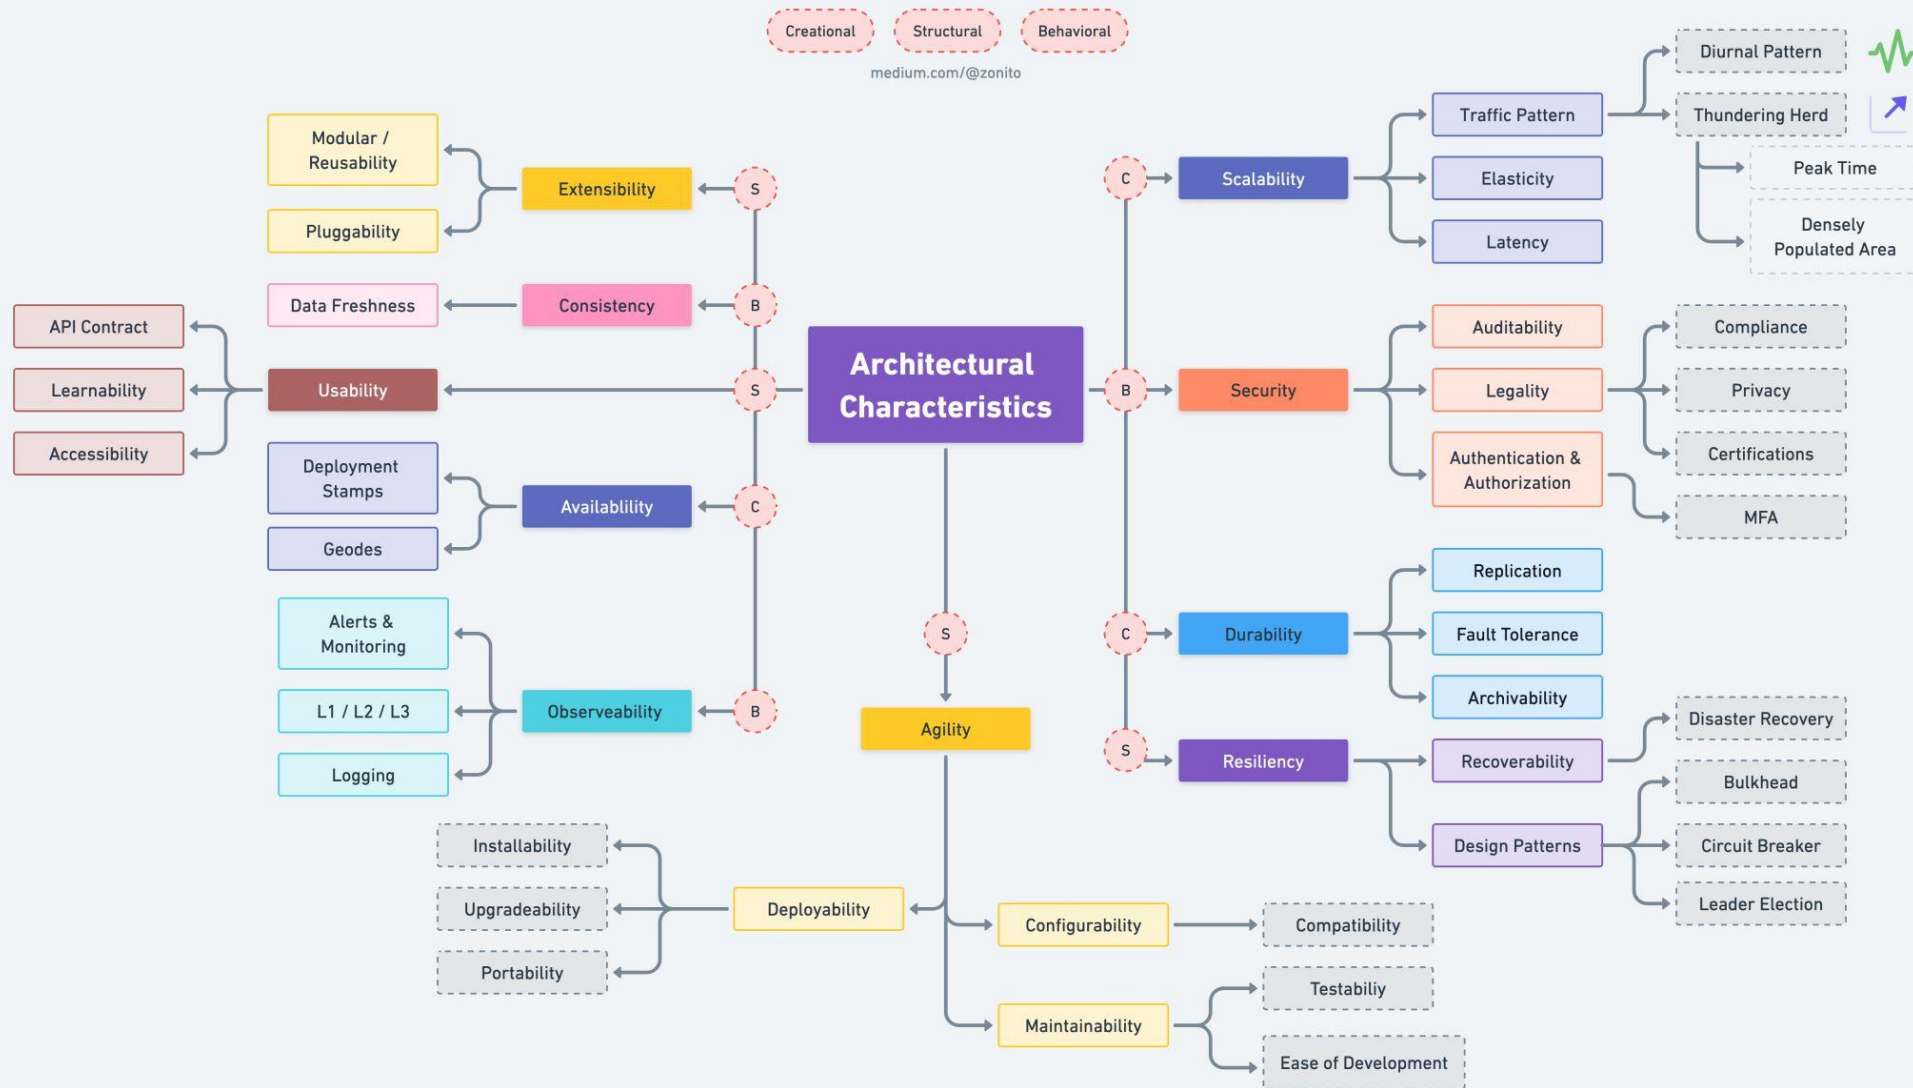 Creational
Structural
Behavioral
medium.com/@zonito
Modular /
Reusability
Pluggability
Extensibility
S
Data Freshness
Consistency
B
API Contract
Learnability
Accessibility
Usability
S
Deployment
Stamps
Geodes
Availablility
C
Alerts &
Monitoring
L1 / L2 / L3
Logging
Observeability
B
Architectural
Characteristics
S
Agility
Installability
Upgradeability
Portability
Deployability
Configurability
Compatibility
Maintainability
Testabiliy
Ease of Development
C
Scalability
Traffic Pattern
Elasticity
Latency
Diurnal Pattern
Thundering Herd
Peak Time
Densely
Populated Area
B
Security
Auditability
Legality
Authentication &
Authorization
Compliance
Privacy
Certifications
MFA
C
Durability
Replication
Fault Tolerance
Archivability
S
Resiliency
Recoverability
Design Patterns
Disaster Recovery
Bulkhead
Circuit Breaker
Leader Election